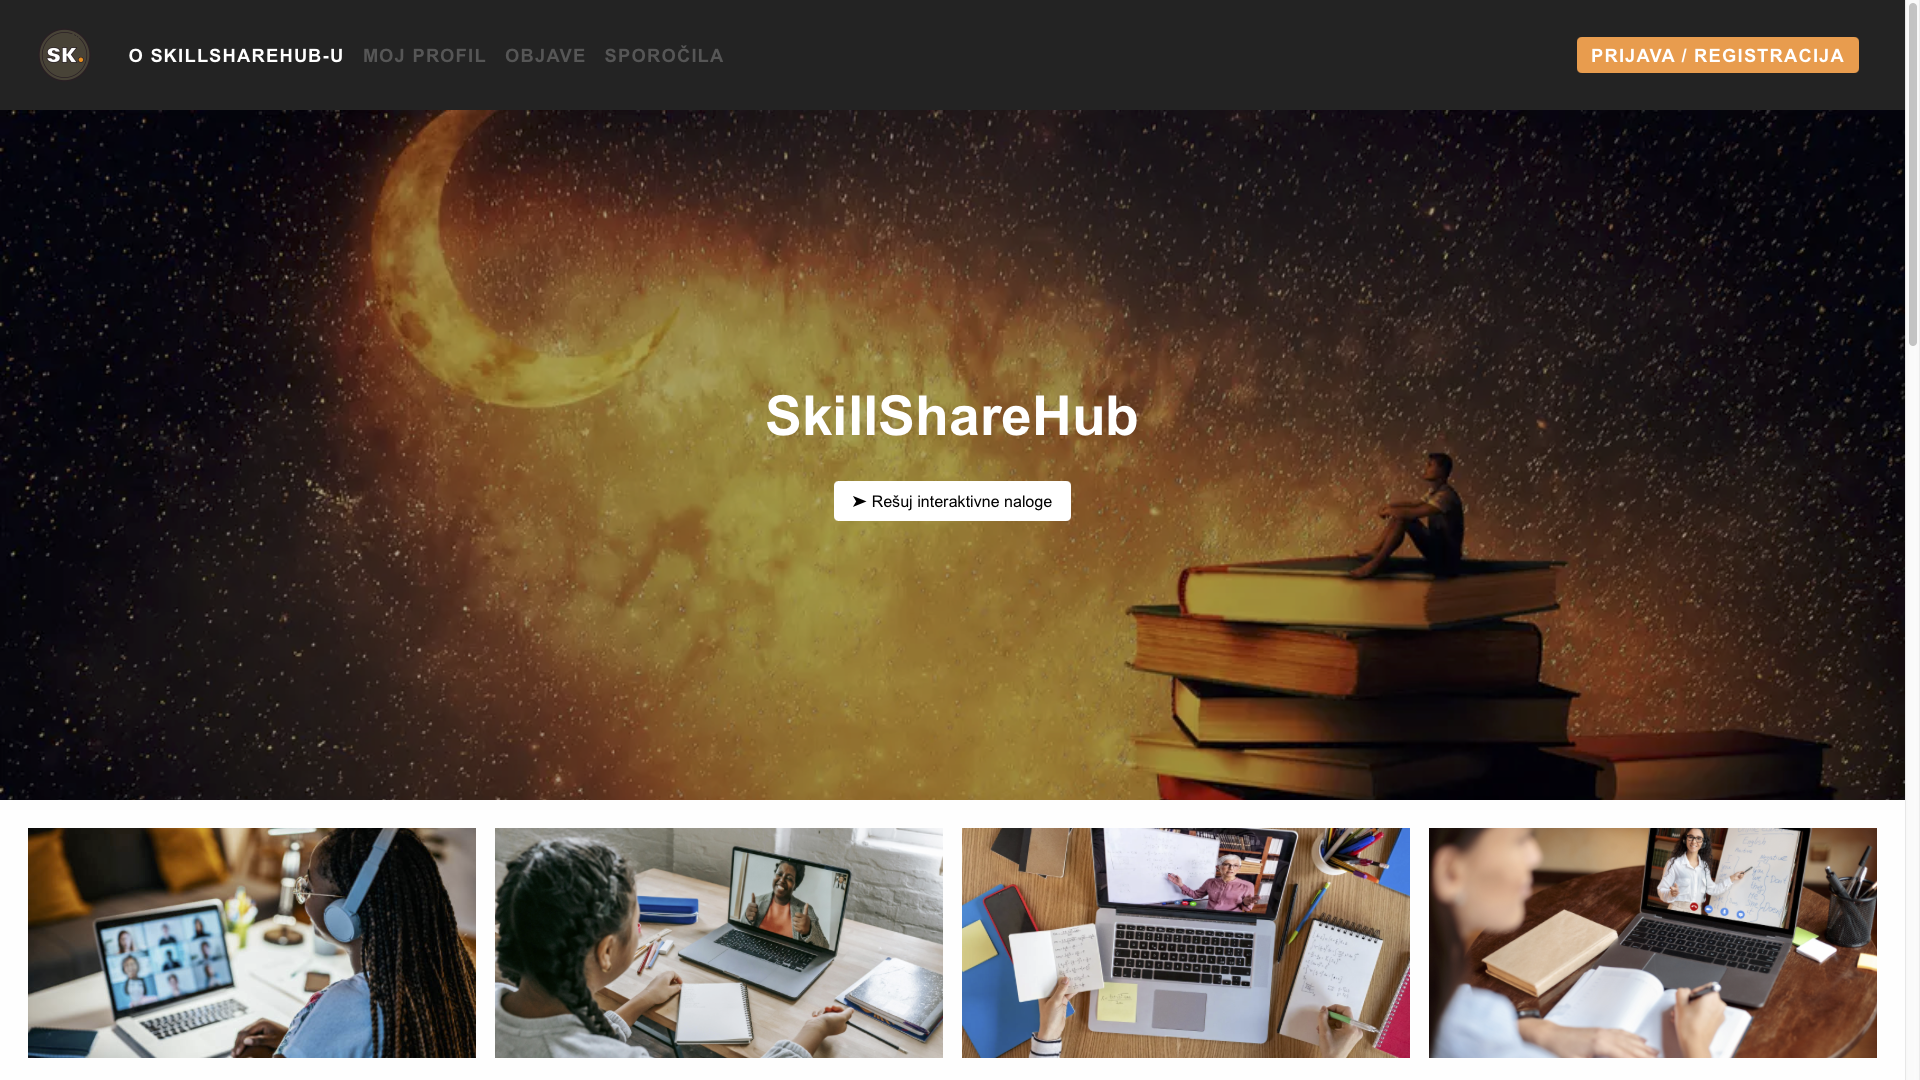 SK.
O SKILLSHAREHUB-U
MOJ PROFIL
OBJAVE
SPOROČILA
PRIJAVA / REGISTRACIJA
SkillShareHub
➤ Rešuj interaktivne naloge